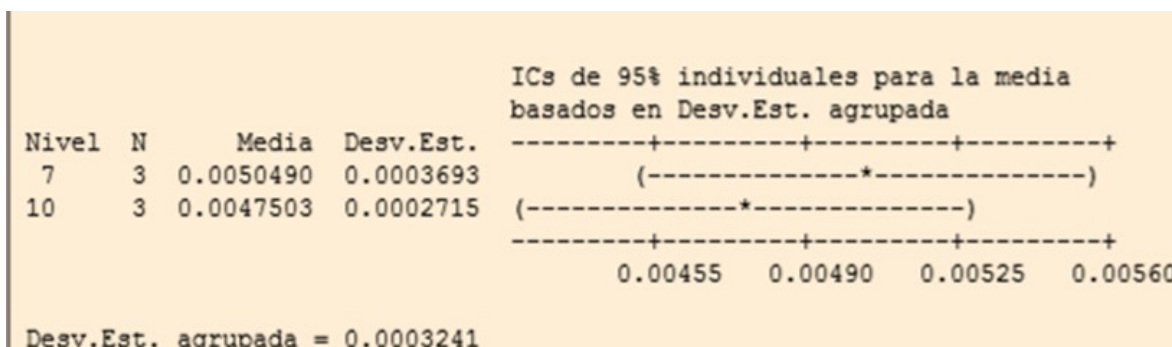 ICs de 95% individuales para la media
basados en Desv.Est. agrupada
Nivel  N      Media  Desv.Est.  ---------+---------+---------+---------+
 7     3  0.0050490  0.0003693          (--------------*--------------)
10     3  0.0047503  0.0002715  (--------------*--------------)
---------+---------+---------+---------+
0.00455   0.00490   0.00525   0.00560
Desv.Est. agrupada = 0.0003241